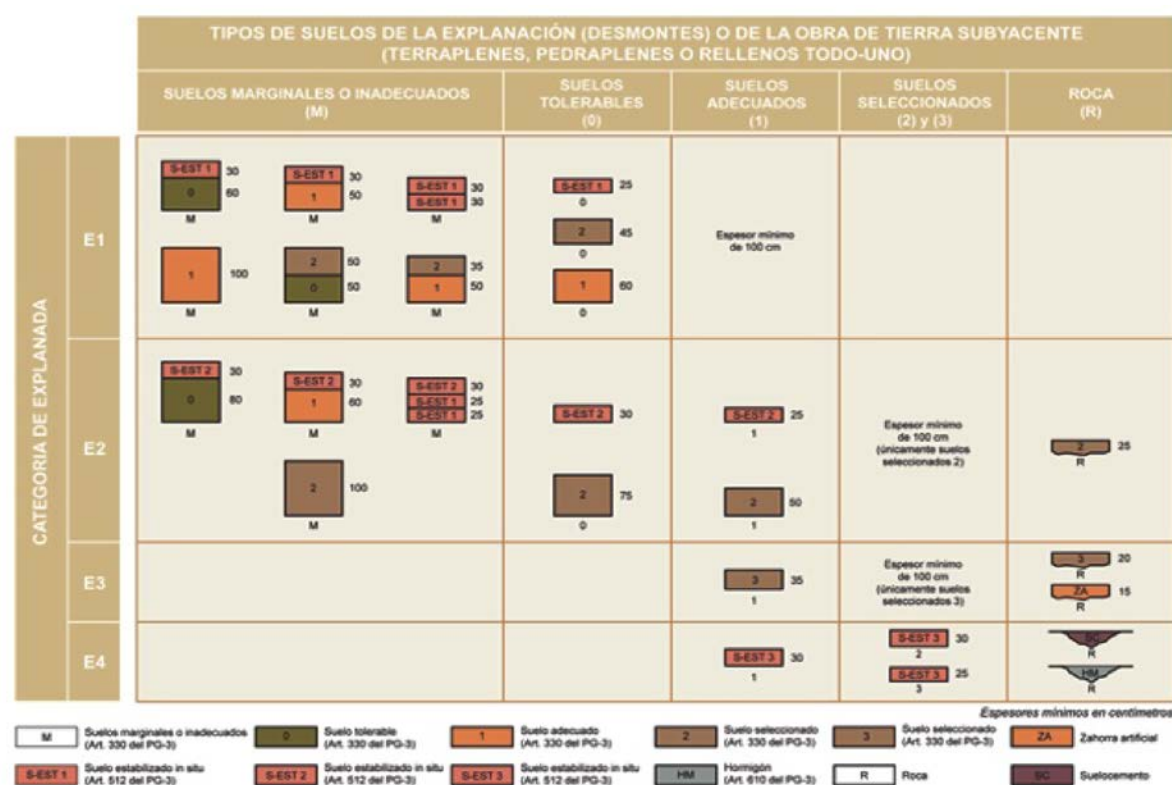 TIPOS DE SUELOS DE LA EXPLANACIÓN (DESMONTES) O DE LA OBRA DE TIERRA SUBYACENTE
(TERRAPLENES, PEDRAPLENES O RELLENOS TODO-UNO)
SUELOS MARGINALES O INADECUADOS
(M)
SUELOS
TOLERABLES
(0)
SUELOS
ADECUADOS
(1)
SUELOS
SELECCIONADOS
(2) y (3)
ROCA
(R)
CATEGORIA DE EXPLANADA
E1
S-EST 1 30
0 60
M
S-EST 1 30
1 50
M
S-EST 1 30
S-EST 1 30
M
1 100
M
2 50
0 50
M
2 35
1 50
M
S-EST 1 25
0
2 45
0
1 60
0
Espesor mínimo
de 100 cm
E2
S-EST 2 30
0 80
M
S-EST 2 30
1 60
M
S-EST 2 30
S-EST 1 25
S-EST 1 25
M
2 100
M
S-EST 2 30
0
2 75
0
S-EST 2 25
1
2 50
1
Espesor mínimo
de 100 cm
(únicamente suelos
seleccionados 2)
2 25
R
E3
3 35
1
Espesor mínimo
de 100 cm
(únicamente suelos
seleccionados 3)
3 20
R
ZA 15
R
E4
S-EST 3 30
1
S-EST 3 30
2
S-EST 3 25
3
SC
R
HM
R
Espesores mínimos en centímetros
M Suelos marginales o inadecuados
(Art. 330 del PG-3)
0 Suelo tolerable
(Art. 330 del PG-3)
1 Suelo adecuado
(Art. 330 del PG-3)
2 Suelo seleccionado
(Art. 330 del PG-3)
3 Suelo seleccionado
(Art. 330 del PG-3)
ZA Zahorra artificial
S-EST 1 Suelo estabilizado in situ
(Art. 512 del PG-3)
S-EST 2 Suelo estabilizado in situ
(Art. 512 del PG-3)
S-EST 3 Suelo estabilizado in situ
(Art. 512 del PG-3)
HM Hormigón
(Art. 610 del PG-3)
R Roca
SC Suelocemento